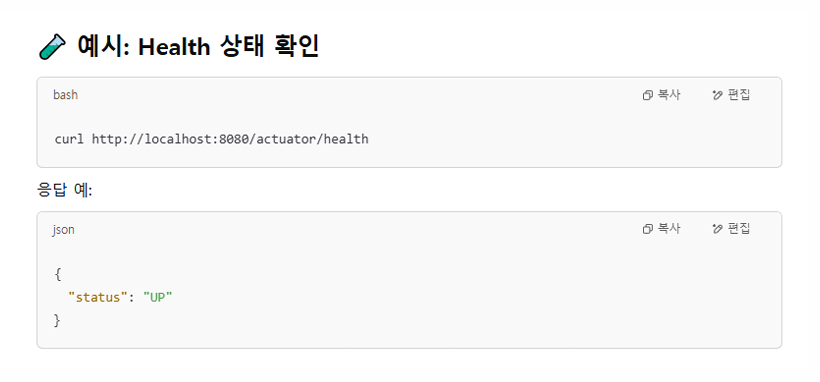 예시: Health 상태 확인
bash 복사 편집
curl http://localhost:8080/actuator/health
응답 예:
json 복사 편집
{
  "status": "UP"
}